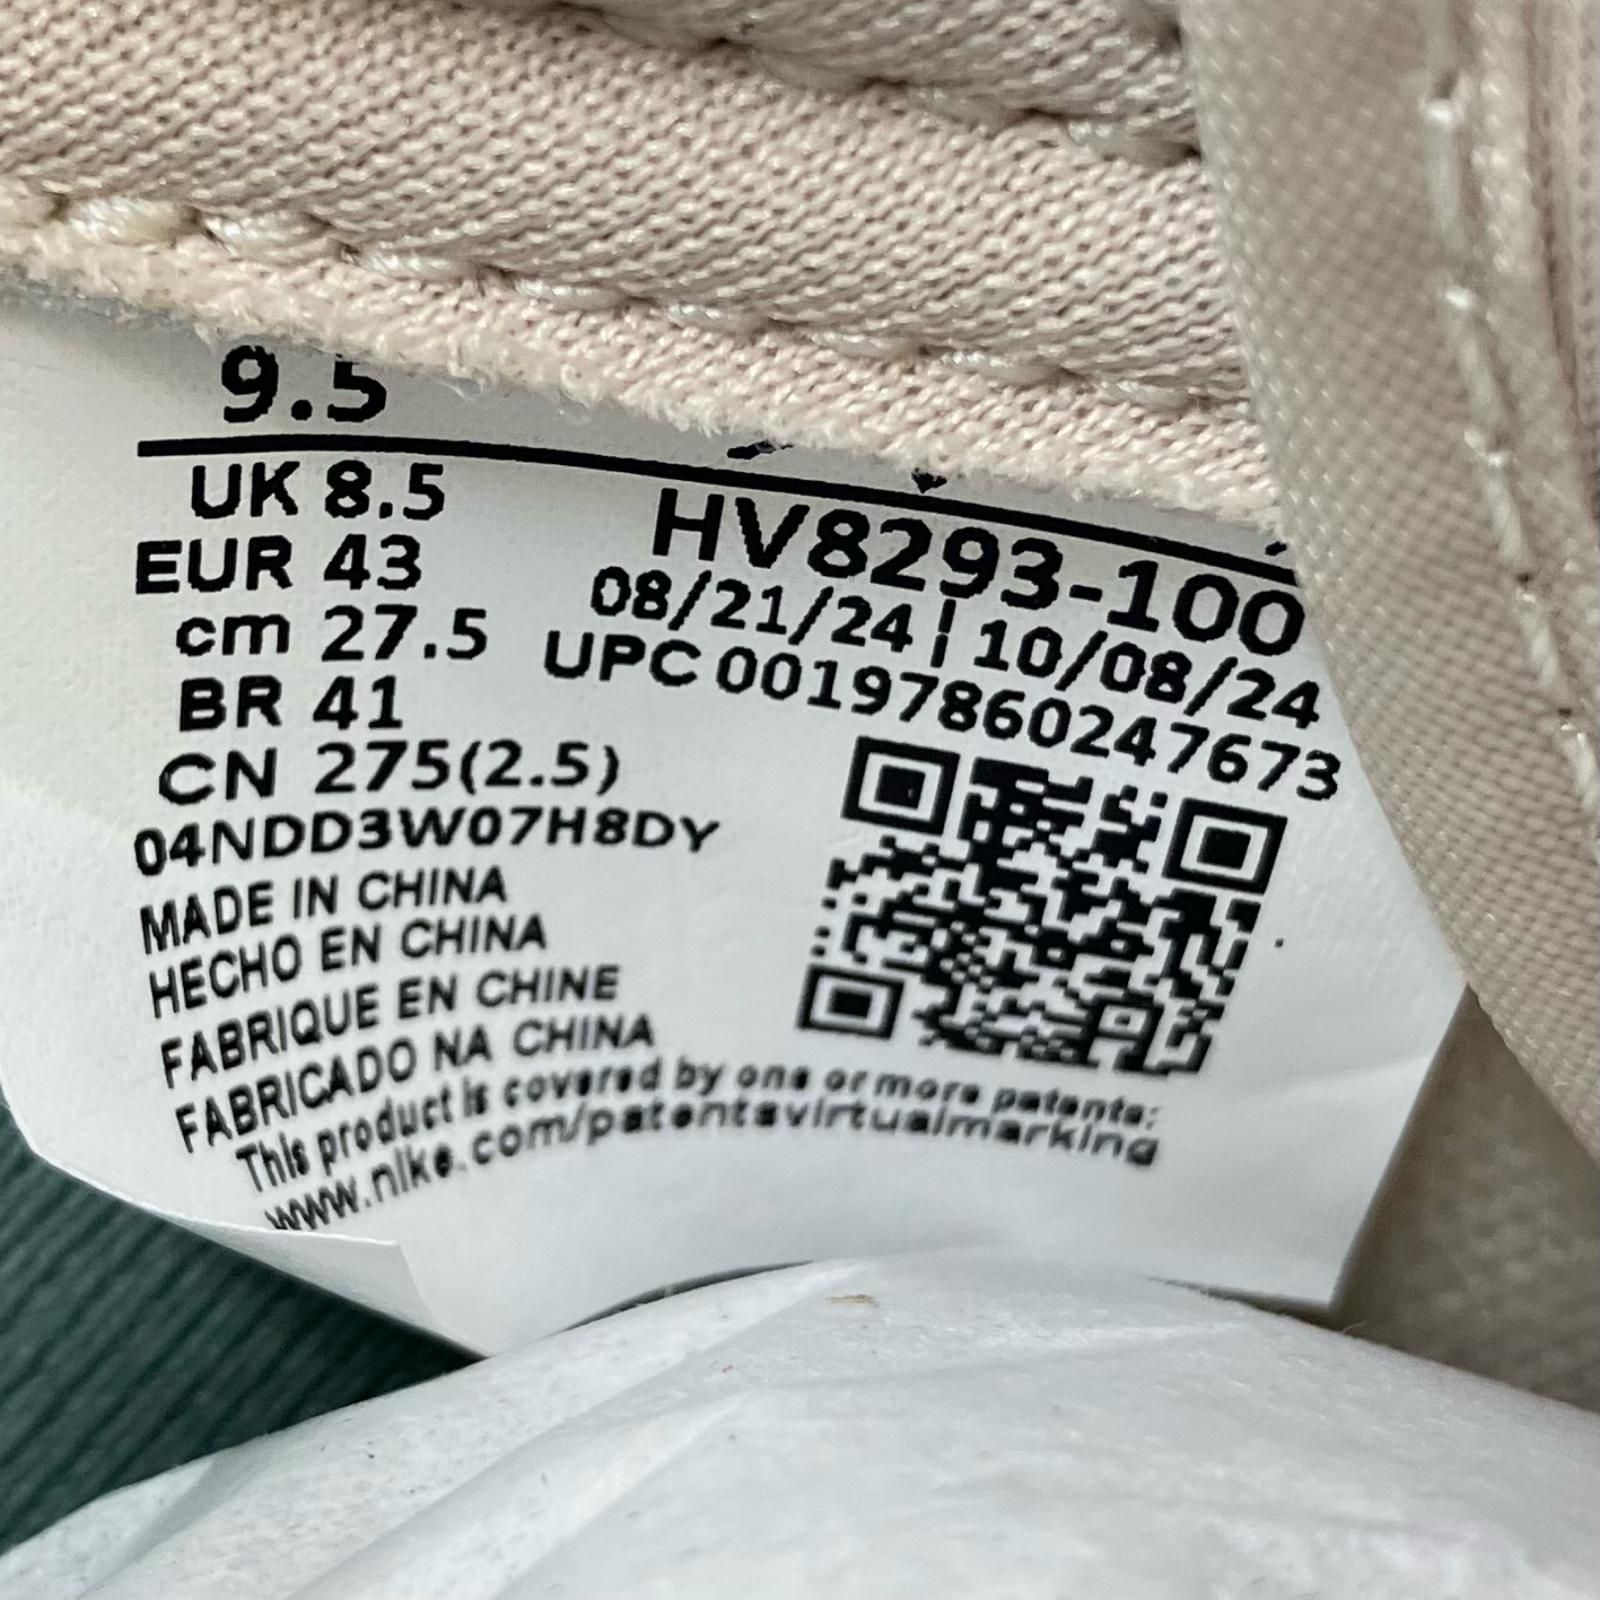 9.5
UK 8.5
EUR 43
cm 27.5
BR 41
CN 275(2.5)
04NDD3W07H8DY
MADE IN CHINA
HECHO EN CHINA
FABRIQUE EN CHINE
FABRICADO NA CHINA
This product is covered by one or more patents:
www.nike.com/patentsvirtualmarking
HV8293-100
08/21/24 | 10/08/24
UPC 00197860247673